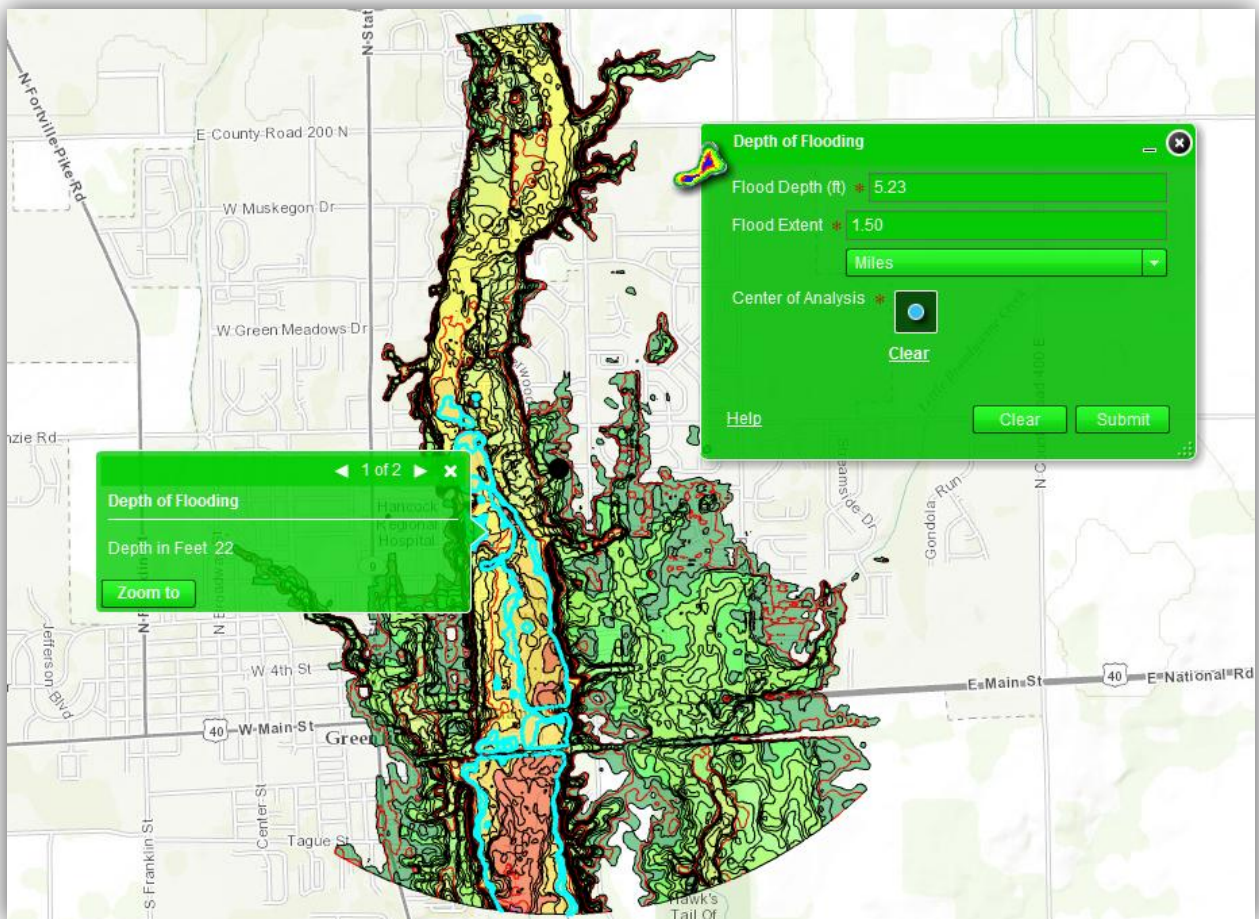 N State
N Fortville Pike Rd
E County Road 200 N
W Muskegon Dr
W Green Meadows Dr
Depth of Flooding
Flood Depth (ft) * 5.23
Flood Extent * 1.50
Miles
Center of Analysis *
Clear
Help
Clear
Submit
1 of 2
Depth of Flooding
Hancock
Regional
Hospital
Depth in Feet 22
Zoom to
9
Gondola Run
Jefferson Blvd
W 4th St
40
W Main St
E Main St
40
E National Rd
Green
Center St
Tague St
S Franklin St
Hawk's
Tail Of